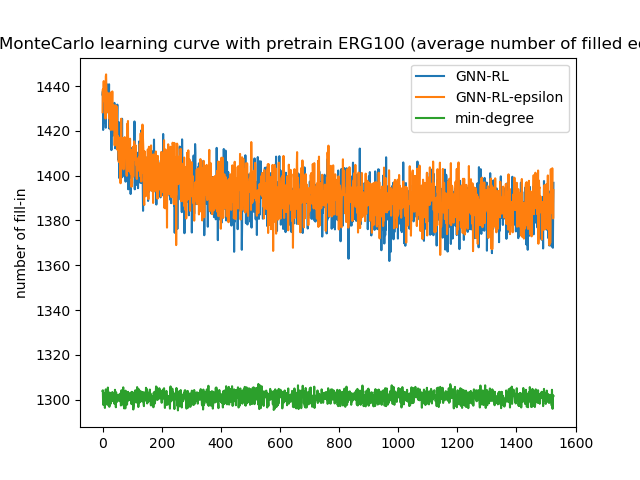 MonteCarlo learning curve with pretrain ERG100 (average number of filled
GNN-RL
GNN-RL-epsilon
min-degree
number of fill-in
1440
1420
1400
1380
1360
1340
1320
1300
0 200 400 600 800 1000 1200 1400 1600